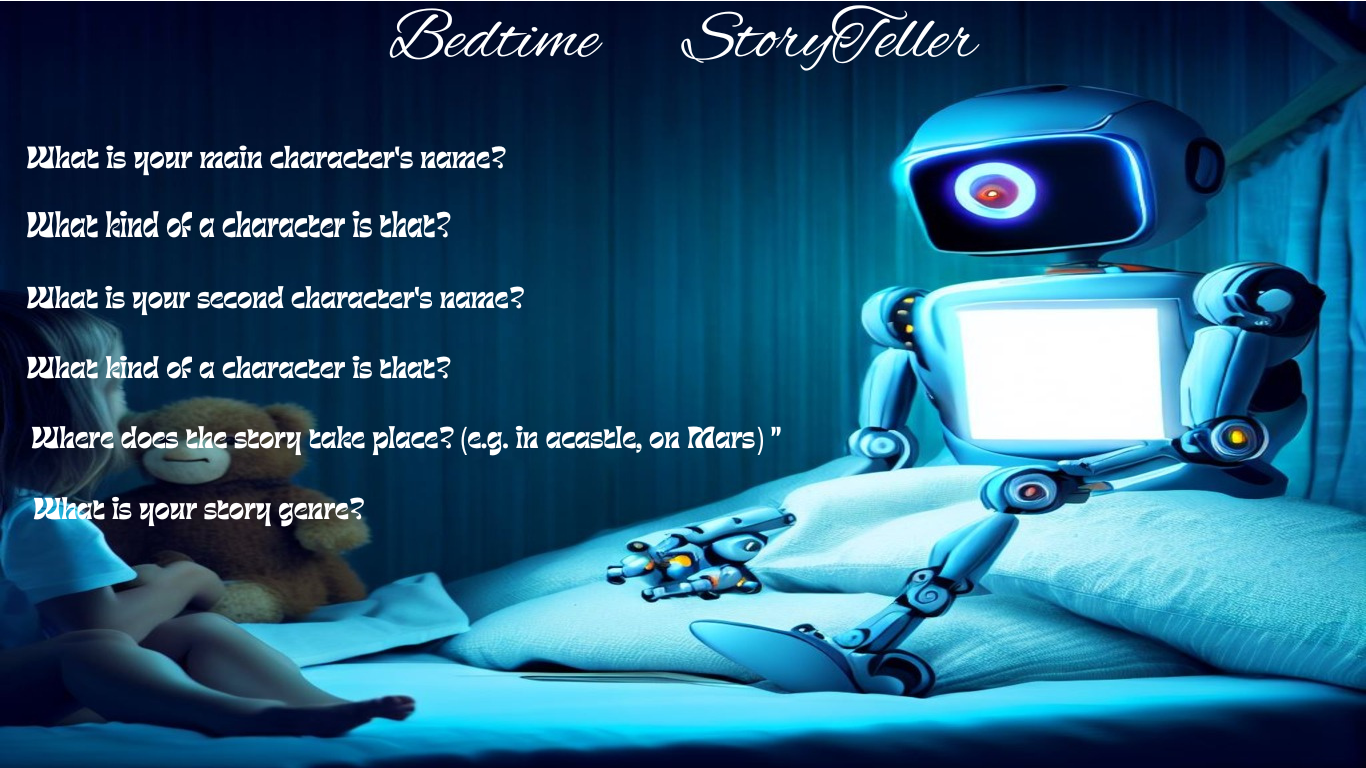 Bedtime StoryTeller
What is your main character's name?
What kind of a character is that?
What is your second character's name?
What kind of a character is that?
Where does the story take place? (e.g. in acastle, on Mars) "
What is your story genre?